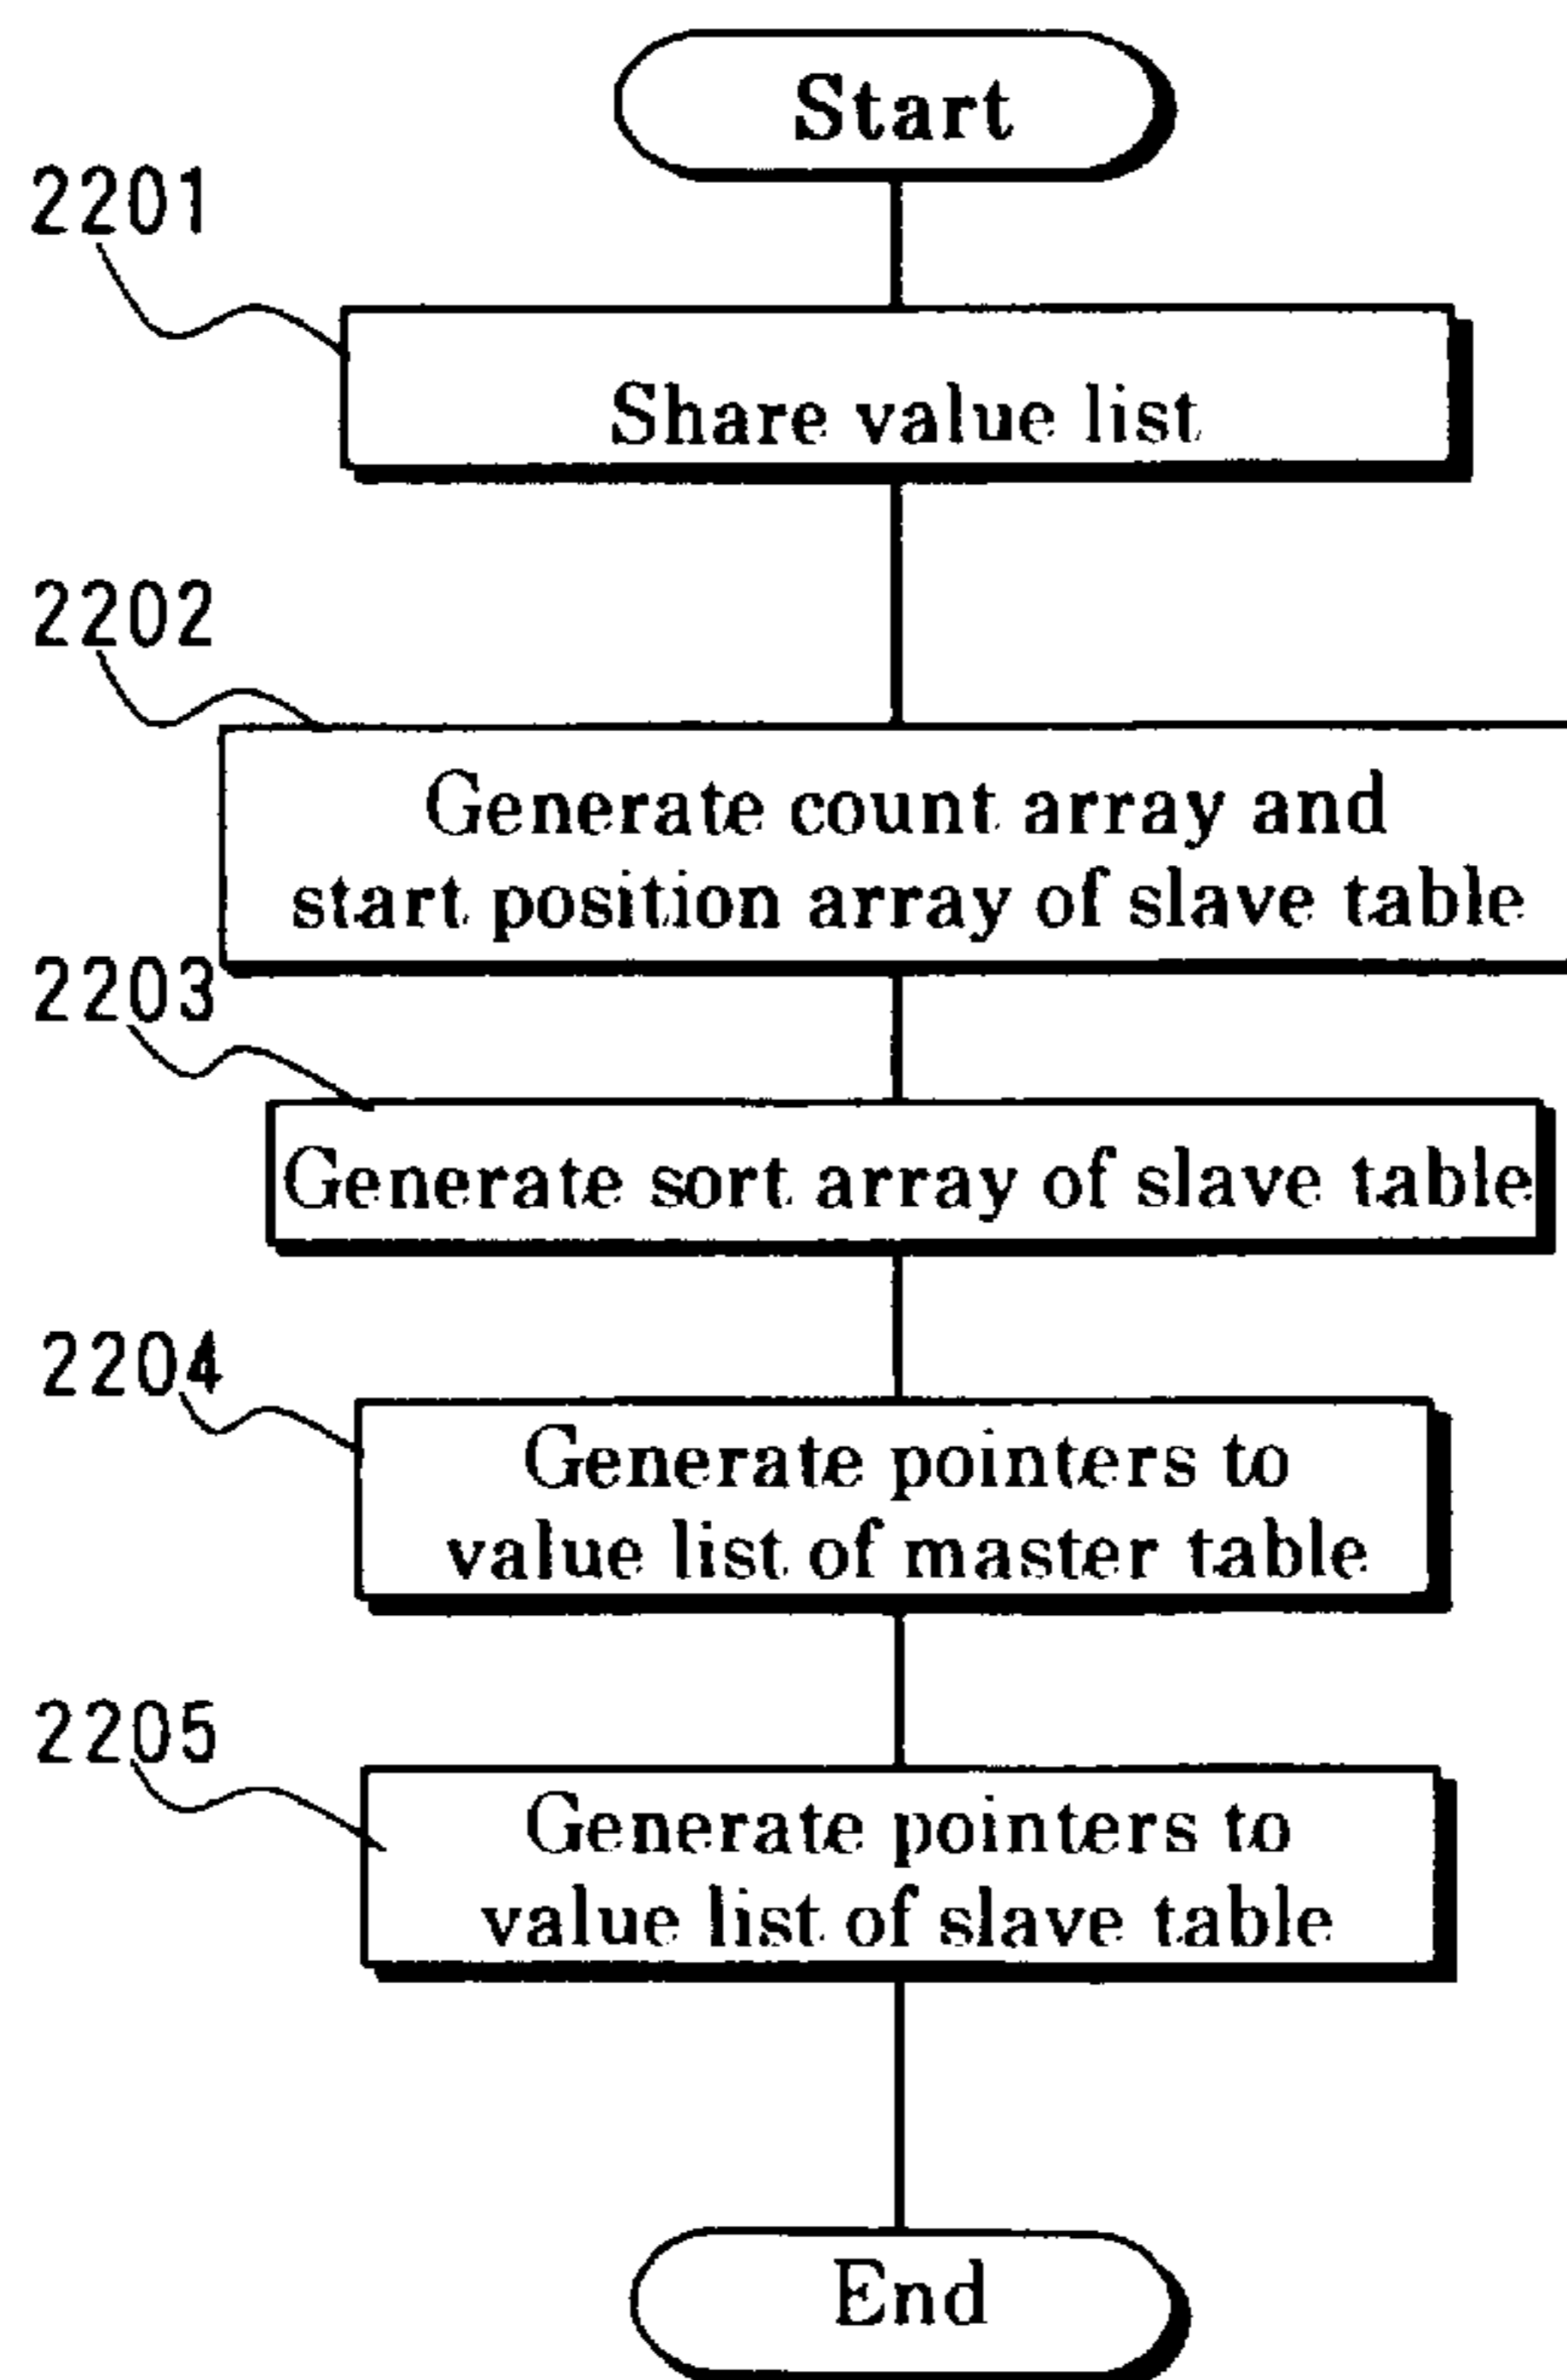 Start
2201
Share value list
2202
Generate count array and
start position array of slave table
2203
Generate sort array of slave table
2204
Generate pointers to
value list of master table
2205
Generate pointers to
value list of slave table
End